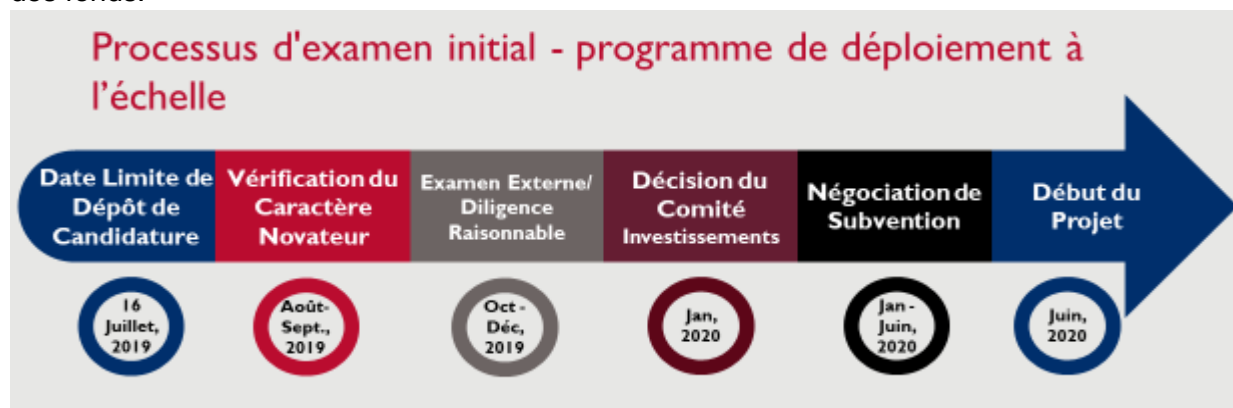 Processus d'examen initial - programme de déploiement à
l'échelle
Date Limite de
Dépôt de
Candidature
Vérification du
Caractère
Novateur
Examen Externe/
Diligence
Raisonnable
Décision du
Comité
Investissements
Négociation de
Subvention
Début du
Projet
16
Juillet,
2019
Août-
Sept.,
2019
Oct -
Déc,
2019
Jan,
2020
Jan -
Juin,
2020
Juin,
2020